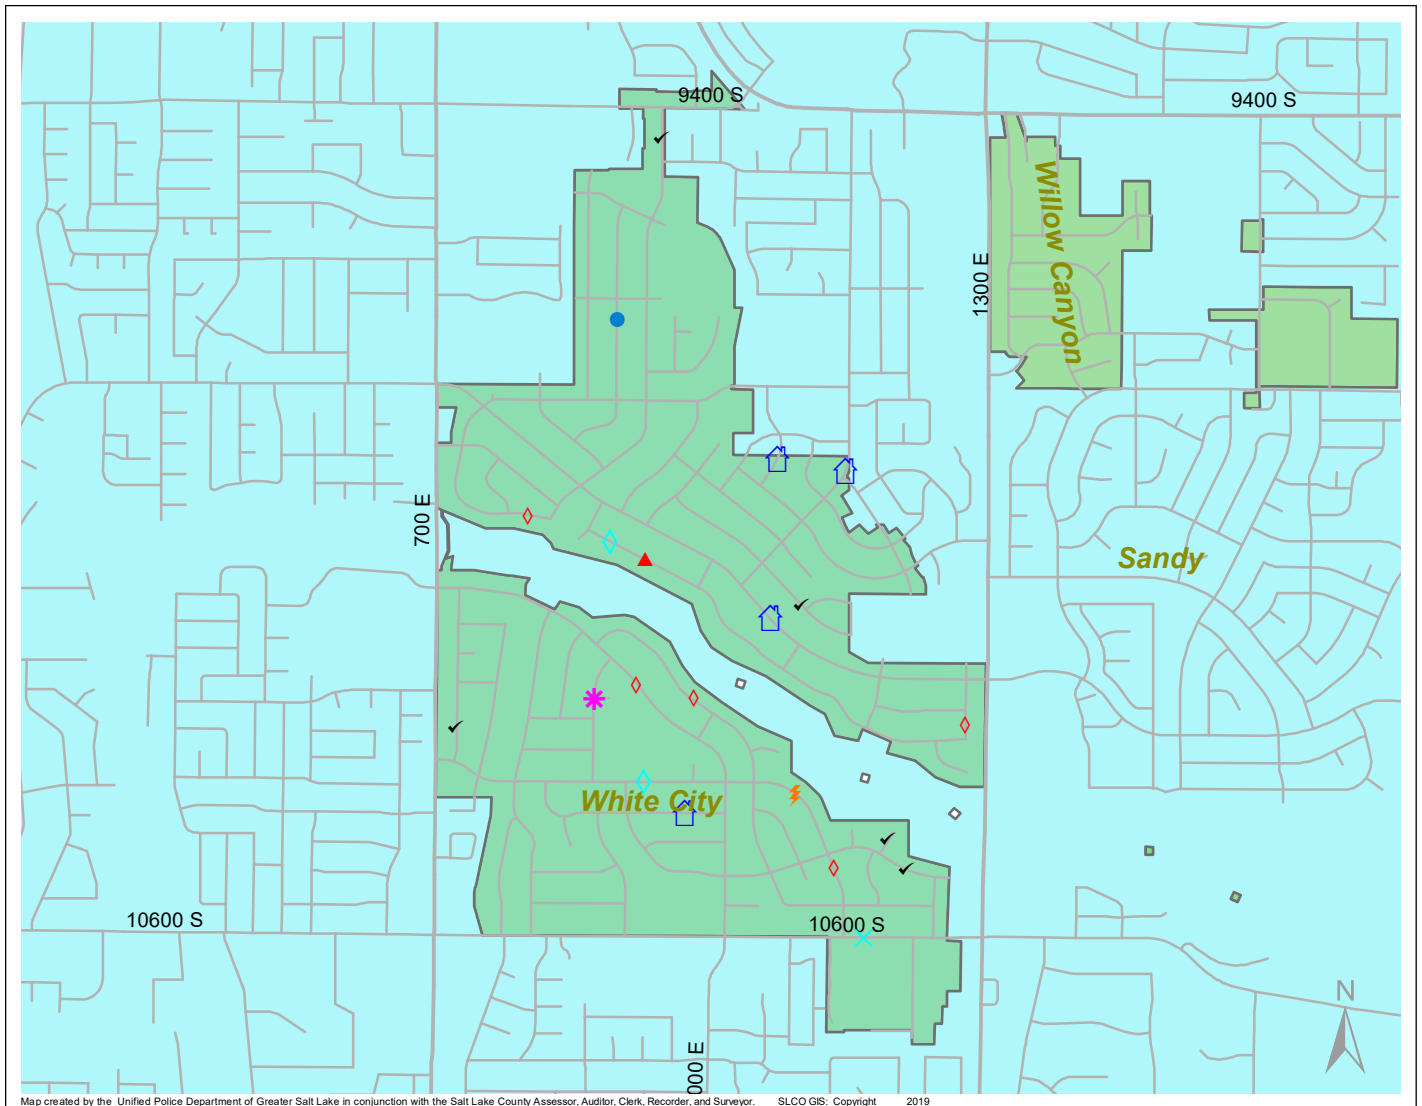 9400 S
9400 S
Willow Canyon
1300 E
700 E
Sandy
White City
10600 S
10600 S
N
000 E
Map created by the Unified Police Department of Greater Salt Lake in conjunction with the Salt Lake County Assessor, Auditor, Clerk, Recorder, and Surveyor. SLCO GIS: Copyright 2019